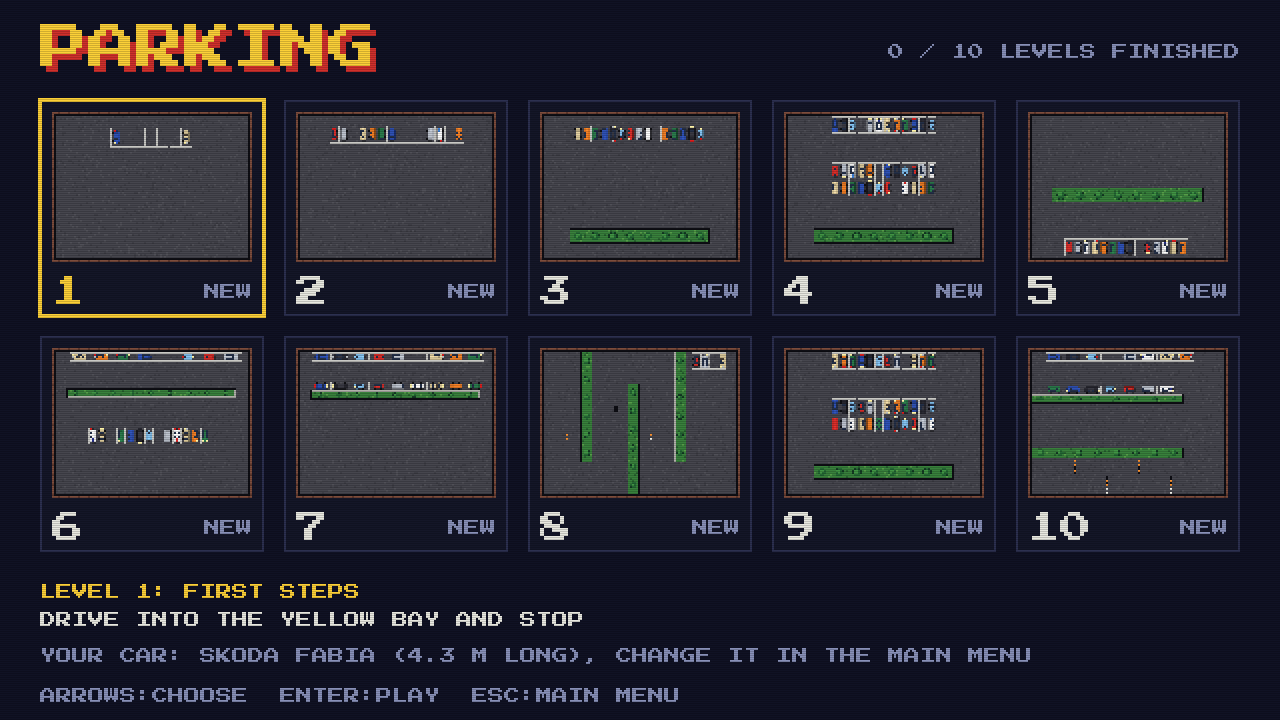 PARKING
0 / 10 LEVELS FINISHED
1 NEW
2 NEW
3 NEW
4 NEW
5 NEW
6 NEW
7 NEW
8 NEW
9 NEW
10 NEW
LEVEL 1: FIRST STEPS
DRIVE INTO THE YELLOW BAY AND STOP
YOUR CAR: SKODA FABIA (4.3 M LONG), CHANGE IT IN THE MAIN MENU
ARROWS:CHOOSE ENTER:PLAY ESC:MAIN MENU